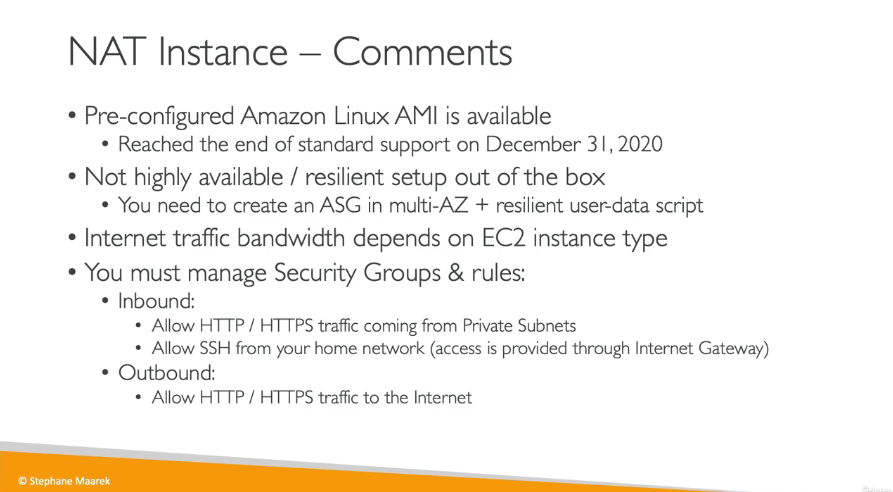 NAT Instance – Comments
• Pre-configured Amazon Linux AMI is available
• Reached the end of standard support on December 31, 2020
• Not highly available / resilient setup out of the box
• You need to create an ASG in multi-AZ + resilient user-data script
• Internet traffic bandwidth depends on EC2 instance type
• You must manage Security Groups & rules:
• Inbound:
• Allow HTTP / HTTPS traffic coming from Private Subnets
• Allow SSH from your home network (access is provided through Internet Gateway)
• Outbound:
• Allow HTTP / HTTPS traffic to the Internet
© Stephane Maarek